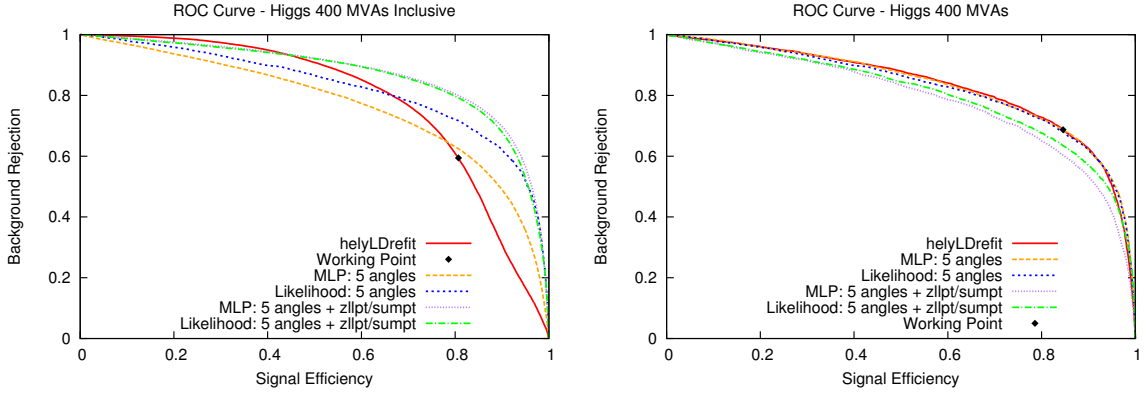 ROC Curve - Higgs 400 MVAs Inclusive
1
0.8
0.6
0.4
0.2
0
Background Rejection
helyLDrefit
Working Point
MLP: 5 angles
Likelihood: 5 angles
MLP: 5 angles + zllpt/sumpt
Likelihood: 5 angles + zllpt/sumpt
0 0.2 0.4 0.6 0.8 1
Signal Efficiency
ROC Curve - Higgs 400 MVAs
1
0.8
0.6
0.4
0.2
0
Background Rejection
helyLDrefit
MLP: 5 angles
Likelihood: 5 angles
MLP: 5 angles + zllpt/sumpt
Likelihood: 5 angles + zllpt/sumpt
Working Point
0 0.2 0.4 0.6 0.8 1
Signal Efficiency